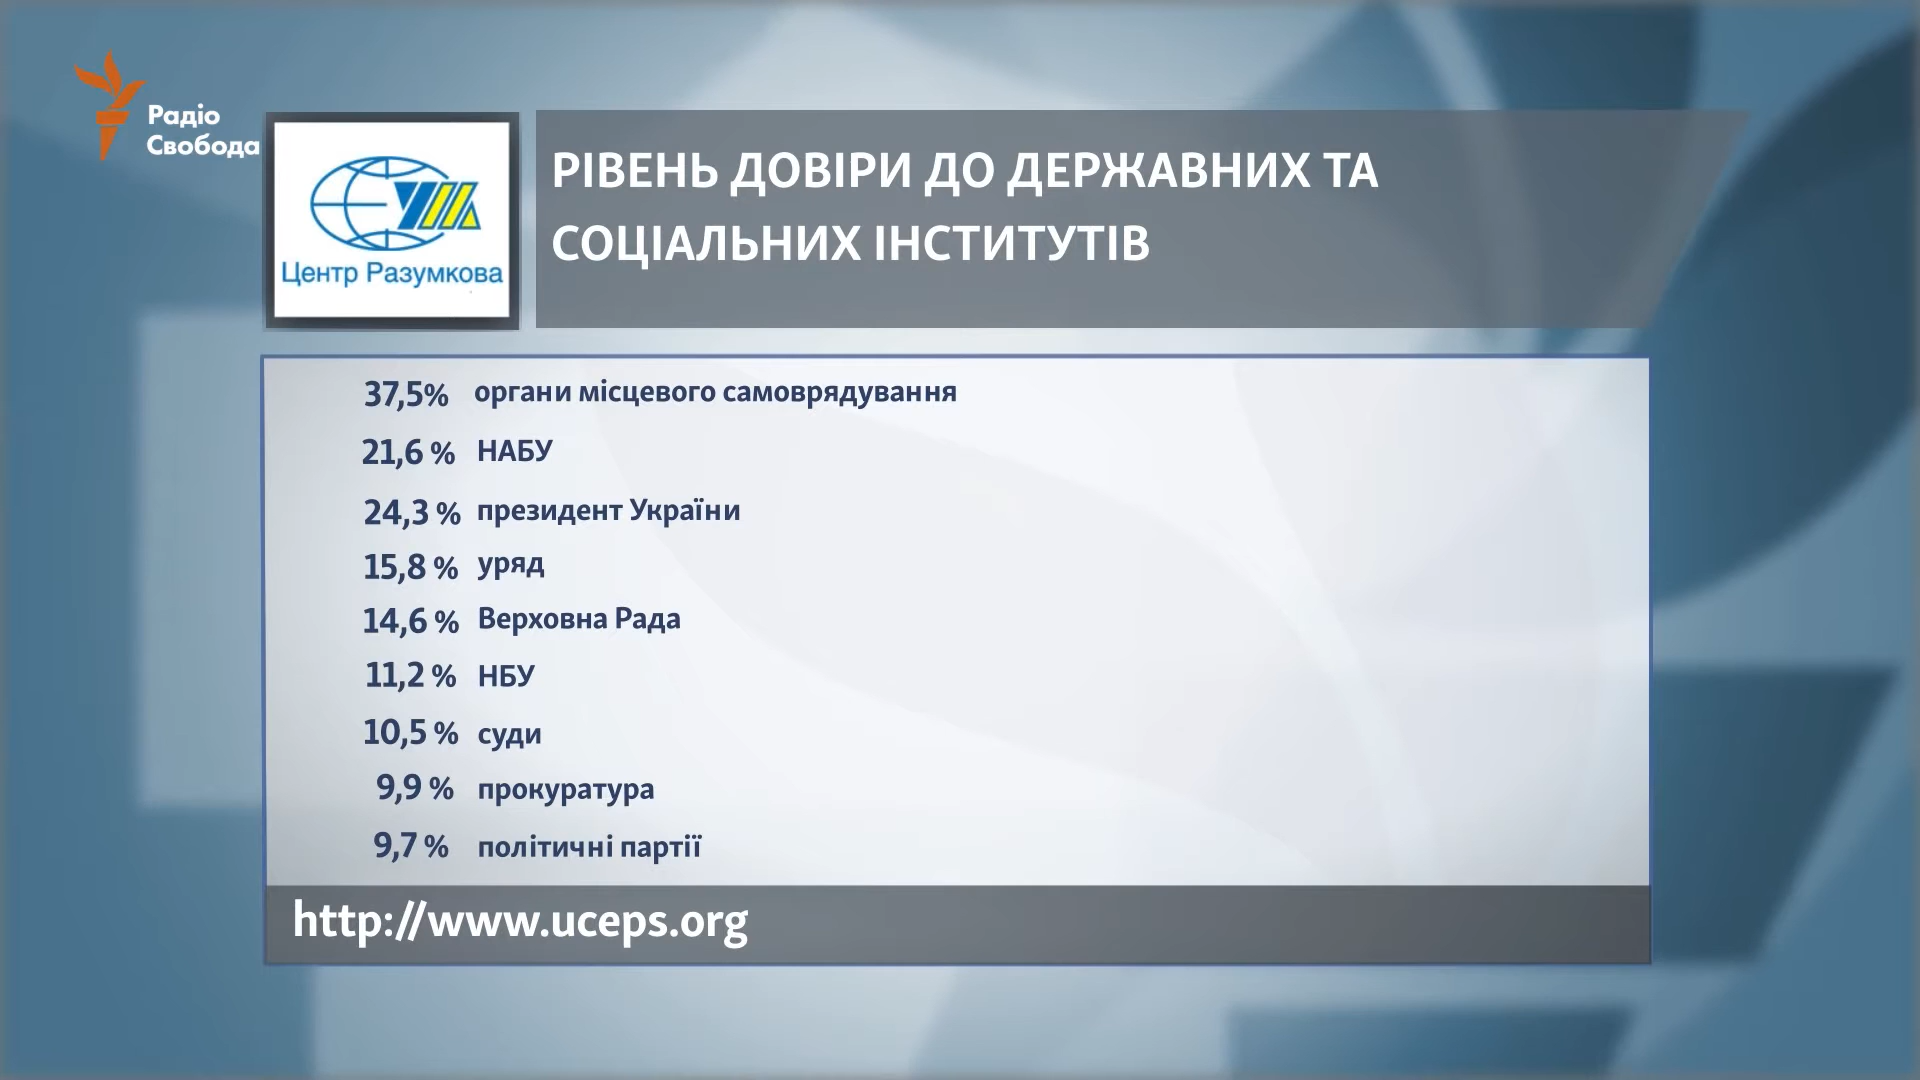 Радіо
Свобода
Центр Разумкова
РІВЕНЬ ДОВІРИ ДО ДЕРЖАВНИХ ТА
СОЦІАЛЬНИХ ІНСТИТУТІВ
37,5% органи місцевого самоврядування
21,6 % НАБУ
24,3 % президент України
15,8 % уряд
14,6 % Верховна Рада
11,2 % НБУ
10,5 % суди
9,9 % прокуратура
9,7 % політичні партії
http://www.uceps.org